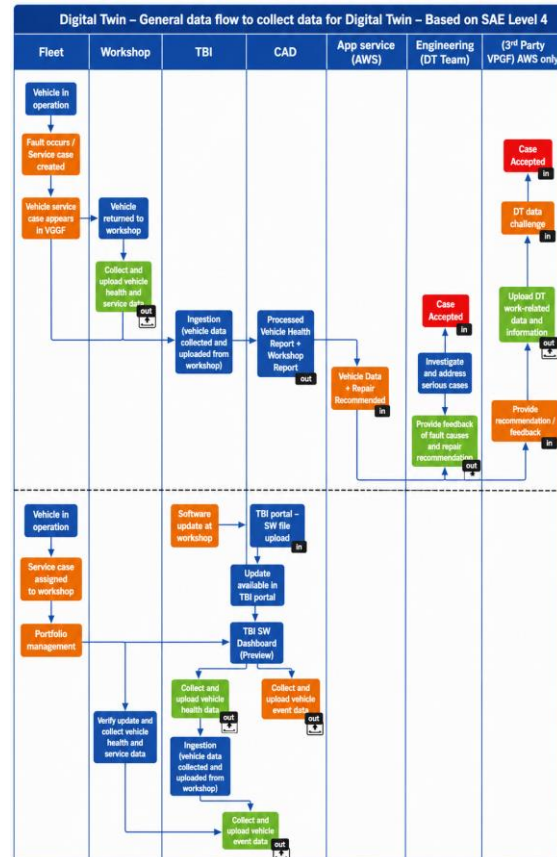 Digital Twin – General data flow to collect data for Digital Twin – Based on SAE Level 4
Fleet
Workshop
TBI
CAD
App service
(AWS)
Engineering
(DT Team)
(3rd Party
VPGF) AWS only
Vehicle in
operation
Fault occurs /
Service case
created
Vehicle service
case appears
in VGGF
Vehicle
returned to
workshop
Collect and
upload vehicle
health and
service data
out
Ingestion
(vehicle data
collected and
uploaded from
workshop)
Processed
Vehicle Health
Report +
Workshop
Report
out
Vehicle Data
+ Repair
Recommended
in
Case
Accepted
in
Investigate
and address
serious cases
Provide feedback
of fault causes
and repair
recommendation
out
Case
Accepted
in
DT data
challenge
in
Upload DT
work-related
data and
information
out
Provide
recommendation /
feedback
in
Vehicle in
operation
Service case
assigned
to workshop
Portfolio
management
Software
update at
workshop
TBI portal –
SW file
upload
in
Update
available in
TBI portal
TBI SW
Dashboard
(Preview)
Collect and
upload vehicle
health data
out
Collect and
upload vehicle
event data
out
Verify update and
collect vehicle
health and
service data
Ingestion
(vehicle data
collected and
uploaded from
workshop)
Collect and
upload vehicle
event data
out